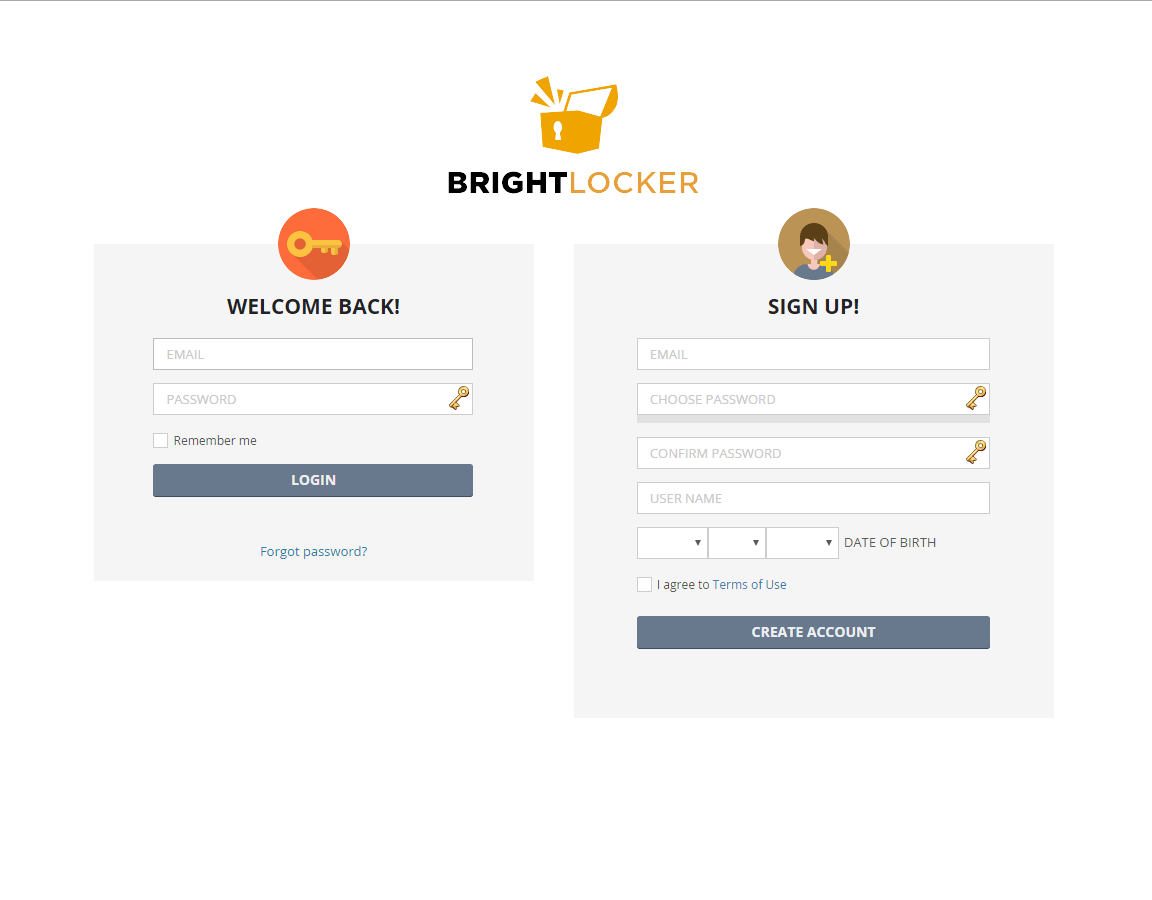 BRIGHTLOCKER
WELCOME BACK!
EMAIL
PASSWORD
Remember me
LOGIN
Forgot password?
SIGN UP!
EMAIL
CHOOSE PASSWORD
CONFIRM PASSWORD
USER NAME
DATE OF BIRTH
I agree to Terms of Use
CREATE ACCOUNT